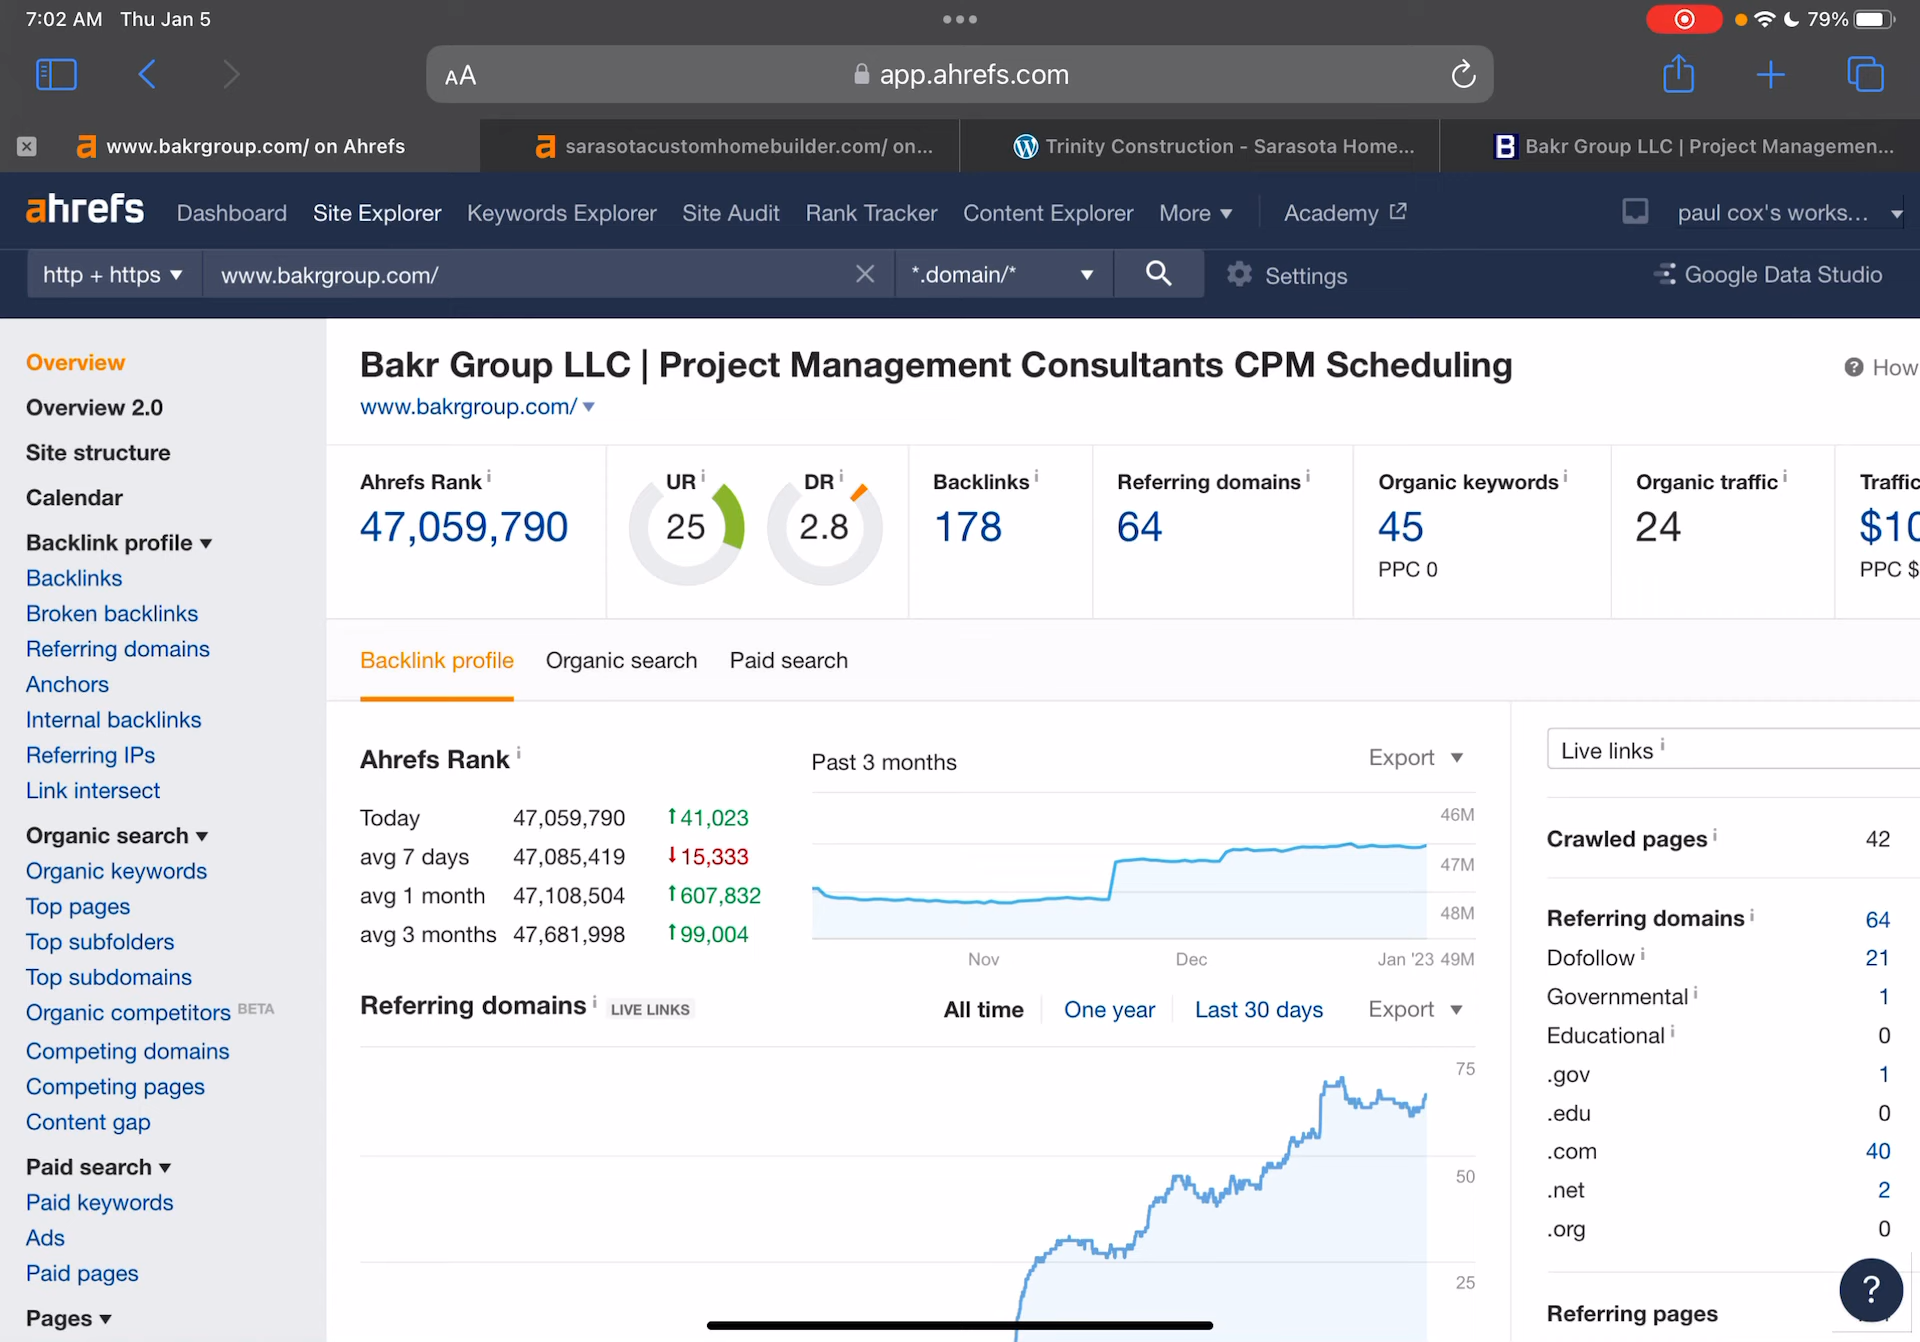 7:02 AM Thu Jan 5
79%
AA
app.ahrefs.com
www.bakrgroup.com/ on Ahrefs
sarasotacustomhomebuilder.com/ on...
Trinity Construction - Sarasota Home...
Bakr Group LLC | Project Managemen...
ahrefs
Dashboard
Site Explorer
Keywords Explorer
Site Audit
Rank Tracker
Content Explorer
More
Academy
paul cox's works...
http + https
www.bakrgroup.com/
*.domain/*
Settings
Google Data Studio
Overview
Overview 2.0
Site structure
Calendar
Backlink profile
Backlinks
Broken backlinks
Referring domains
Anchors
Internal backlinks
Referring IPs
Link intersect
Organic search
Organic keywords
Top pages
Top subfolders
Top subdomains
Organic competitors BETA
Competing domains
Competing pages
Content gap
Paid search
Paid keywords
Ads
Paid pages
Pages
Bakr Group LLC | Project Management Consultants CPM Scheduling
? How
www.bakrgroup.com/
Ahrefs Rank i
47,059,790
UR i
25
DR i
2.8
Backlinks i
178
Referring domains i
64
Organic keywords i
45
PPC 0
Organic traffic i
24
Traffic
$10
PPC $
Backlink profile
Organic search
Paid search
Ahrefs Rank i
Past 3 months
Export
Today 47,059,790 ↑41,023
avg 7 days 47,085,419 ↓15,333
avg 1 month 47,108,504 ↑607,832
avg 3 months 47,681,998 ↑99,004
46M
47M
48M
Nov
Dec
Jan '23
49M
Referring domains i LIVE LINKS
All time
One year
Last 30 days
Export
75
50
25
Live links i
Crawled pages i 42
Referring domains i 64
Dofollow i 21
Governmental i 1
Educational i 0
.gov 1
.edu 0
.com 40
.net 2
.org 0
Referring pages
?